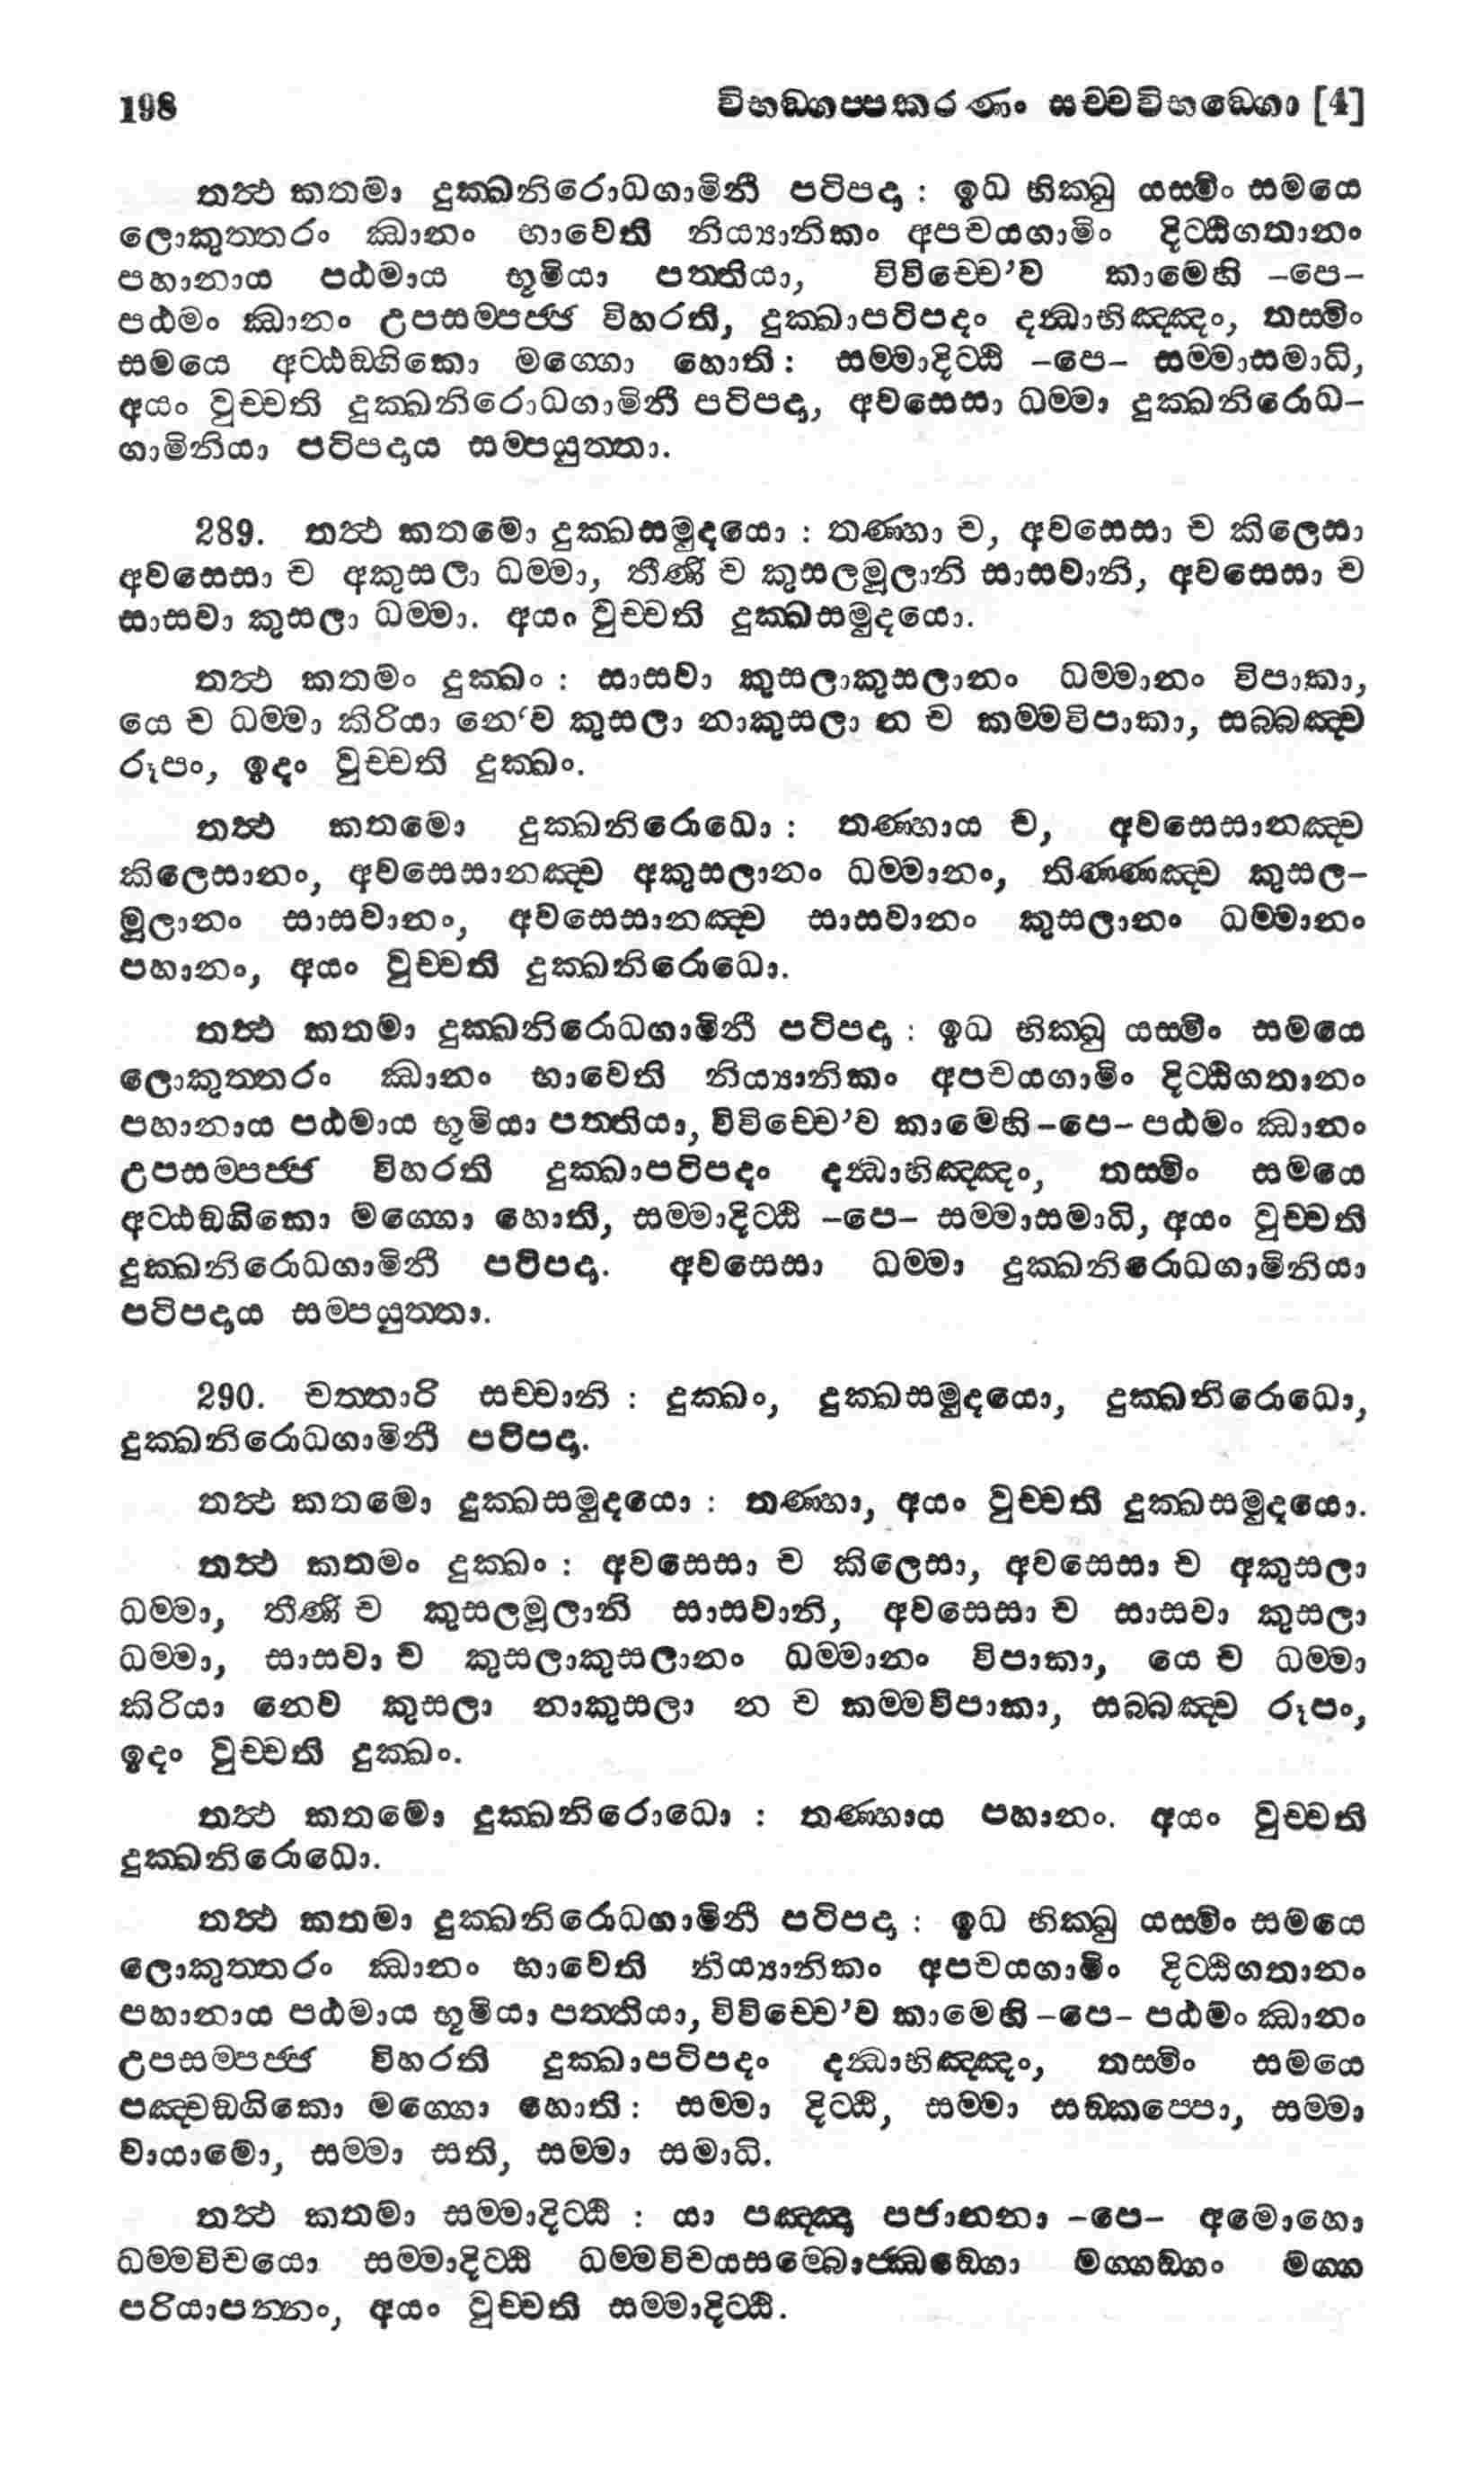 198 විභඞ්ගප්පකරණං සච්චවිභඞ්ගො [4]
තත්ථ කතමා දුක්ඛනිරොධගාමිනී පටිපදා : ඉධ භික්ඛු යස්මිං සමයෙ
ලොකුත්තරං ඣානං භාවෙති නිය්‍යානිකං අපචයගාමිං දිට්ඨිගතානං
පහානාය පඨමාය භූමියා පත්තියා, විවිච්චේ’ව කාමෙහි -පෙ-
පඨමං ඣානං උපසම්පජ්ජ විහරති, දුක්ඛාපටිපදං දන්ධාභිඤ්ඤං, තස්මිං
සමයෙ අට්ඨඞ්ගිකො මග්ගො හොති : සම්මාදිට්ඨි -පෙ- සම්මාසමාධි,
අයං වුච්චති දුක්ඛනිරොධගාමිනී පටිපදා, අවසෙසා ධම්මා දුක්ඛනිරොධ-
ගාමිනියා පටිපදාය සම්පයුත්තා.
289. තත්ථ කතමො දුක්ඛසමුදයො : තණ්හා ච, අවසෙසා ච කිලෙසා
අවසෙසා ච අකුසලා ධම්මා, තීණි ච කුසලමූලානි සාසවානි, අවසෙසා ච
සාසවා කුසලා ධම්මා. අයං වුච්චති දුක්ඛසමුදයො.
තත්ථ කතමං දුක්ඛං : සාසවා කුසලාකුසලානං ධම්මානං විපාකා,
යෙ ච ධම්මා කිරියා නෙ‘ව කුසලා නාකුසලා න ච කම්මවිපාකා, සබ්බඤ්ච
රූපං, ඉදං වුච්චති දුක්ඛං.
තත්ථ කතමො දුක්ඛනිරොධො : තණ්හාය ච, අවසෙසානඤ්ච
කිලෙසානං, අවසෙසානඤ්ච අකුසලානං ධම්මානං, තිණ්ණඤ්ච කුසල-
මූලානං සාසවානං, අවසෙසානඤ්ච සාසවානං කුසලානං ධම්මානං
පහානං, අයං වුච්චති දුක්ඛනිරොධො.
තත්ථ කතමා දුක්ඛනිරොධගාමිනී පටිපදා : ඉධ භික්ඛු යස්මිං සමයෙ
ලොකුත්තරං ඣානං භාවෙති නිය්‍යානිකං අපචයගාමිං දිට්ඨිගතානං
පහානාය පඨමාය භූමියා පත්තියා, විවිච්චේ’ව කාමෙහි -පෙ- පඨමං ඣානං
උපසම්පජ්ජ විහරති දුක්ඛාපටිපදං දන්ධාභිඤ්ඤං, තස්මිං සමයෙ
අට්ඨඞ්ගිකො මග්ගො හොති, සම්මාදිට්ඨි -පෙ- සම්මාසමාධි, අයං වුච්චති
දුක්ඛනිරොධගාමිනී පටිපදා. අවසෙසා ධම්මා දුක්ඛනිරොධගාමිනියා
පටිපදාය සම්පයුත්තා.
290. චත්තාරි සච්චානි : දුක්ඛං, දුක්ඛසමුදයො, දුක්ඛනිරොධො,
දුක්ඛනිරොධගාමිනී පටිපදා.
තත්ථ කතමො දුක්ඛසමුදයො : තණ්හා, අයං වුච්චති දුක්ඛසමුදයො.
තත්ථ කතමං දුක්ඛං : අවසෙසා ච කිලෙසා, අවසෙසා ච අකුසලා
ධම්මා, තීණි ච කුසලමූලානි සාසවානි, අවසෙසා ච සාසවා කුසලා
ධම්මා, සාසවා ච කුසලාකුසලානං ධම්මානං විපාකා, යෙ ච ධම්මා
කිරියා නෙව කුසලා නාකුසලා න ච කම්මවිපාකා, සබ්බඤ්ච රූපං,
ඉදං වුච්චති දුක්ඛං.
තත්ථ කතමො දුක්ඛනිරොධො : තණ්හාය පහානං. අයං වුච්චති
දුක්ඛනිරොධො.
තත්ථ කතමා දුක්ඛනිරොධගාමිනී පටිපදා : ඉධ භික්ඛු යස්මිං සමයෙ
ලොකුත්තරං ඣානං භාවෙති නිය්‍යානිකං අපචයගාමිං දිට්ඨිගතානං
පහානාය පඨමාය භූමියා පත්තියා, විවිච්චේ’ව කාමෙහි -පෙ- පඨමං ඣානං
උපසම්පජ්ජ විහරති දුක්ඛාපටිපදං දන්ධාභිඤ්ඤං, තස්මිං සමයෙ
පඤ්චඞ්ගිකො මග්ගො හොති : සම්මා දිට්ඨි, සම්මා සඞ්කප්පො, සම්මා
වායාමො, සම්මා සති, සම්මා සමාධි.
තත්ථ කතමා සම්මාදිට්ඨි : යා පඤ්ඤා පජානනා -පෙ- අමොහො
ධම්මවිචයො සම්මාදිට්ඨි ධම්මවිචයසම්බොජ්ඣඞ්ගො මග්ගඞ්ගං මග්ග
පරියාපන්නං, අයං වුච්චති සම්මාදිට්ඨි.